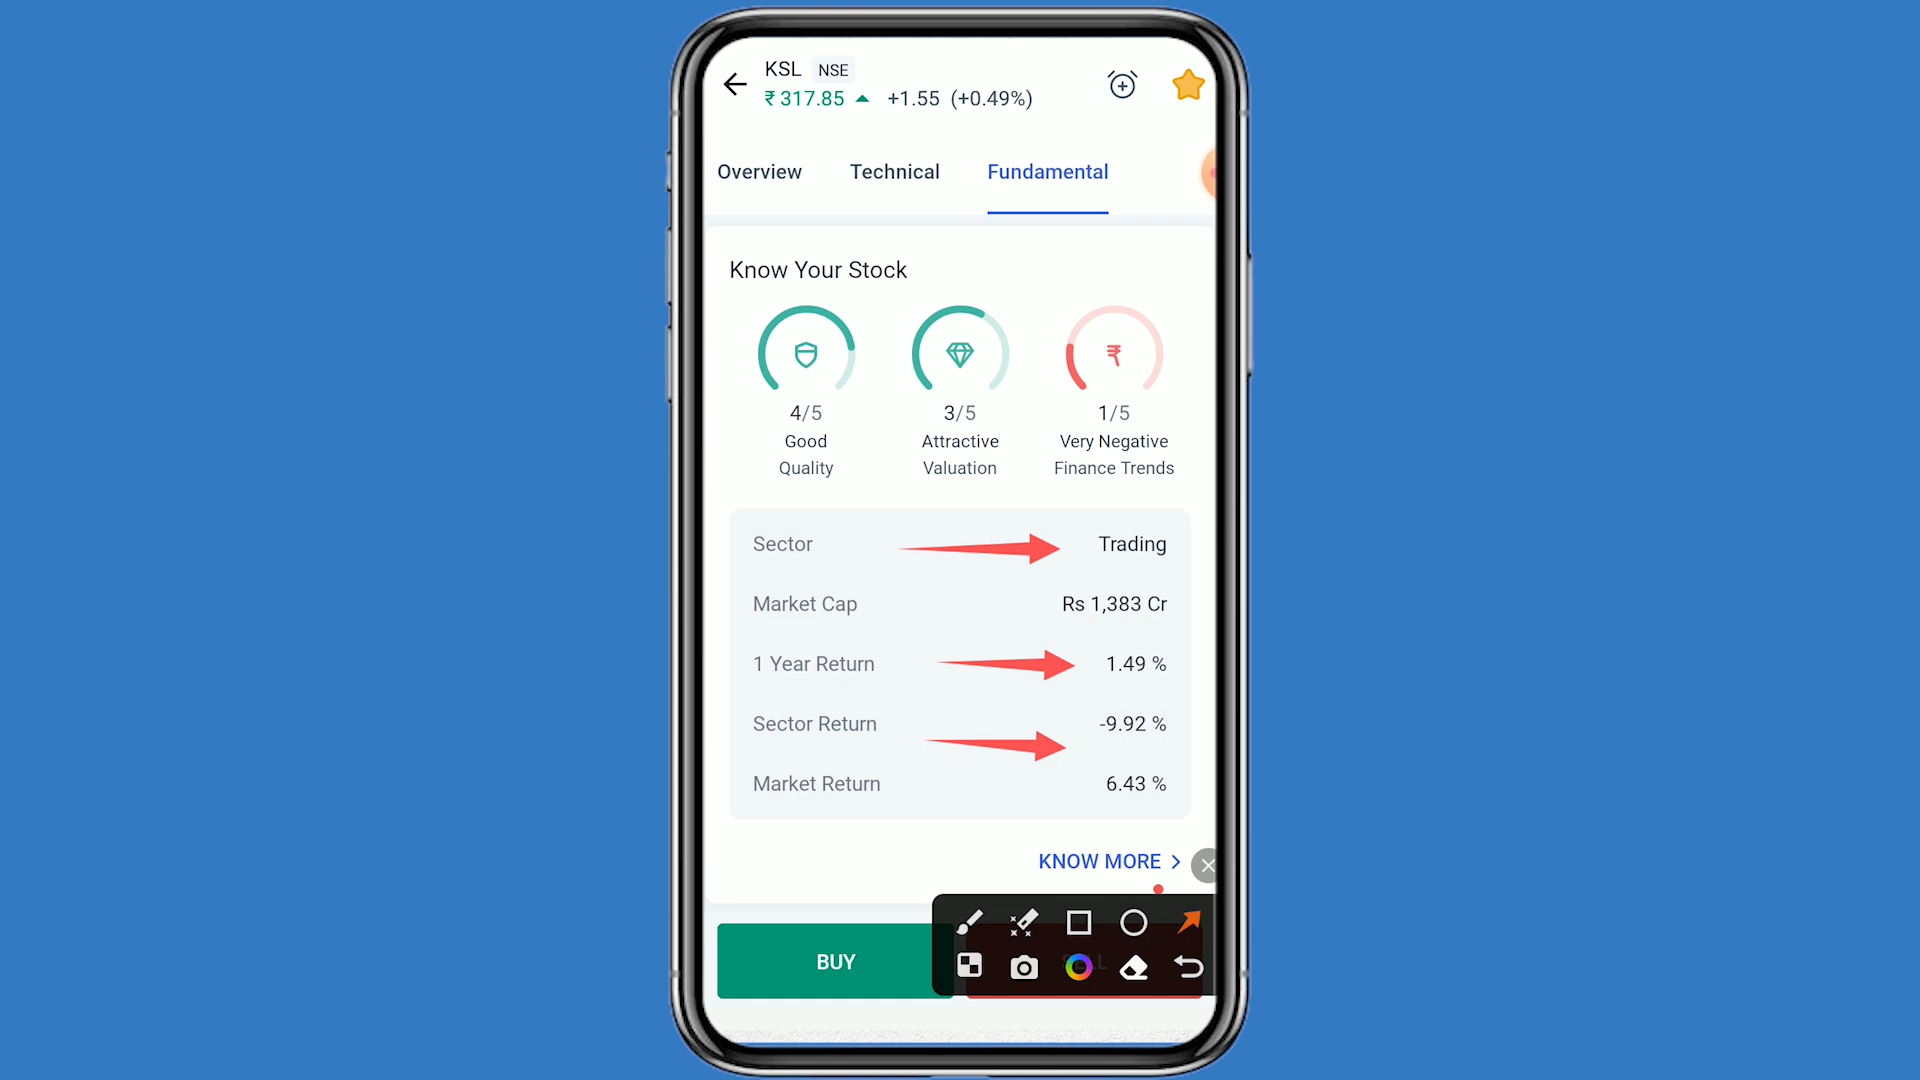 KSL NSE
₹ 317.85 +1.55 (+0.49%)
Overview Technical Fundamental
Know Your Stock
4/5 3/5 1/5
Good Attractive Very Negative
Quality Valuation Finance Trends
Sector Trading
Market Cap Rs 1,383 Cr
1 Year Return 1.49 %
Sector Return -9.92 %
Market Return 6.43 %
KNOW MORE
BUY